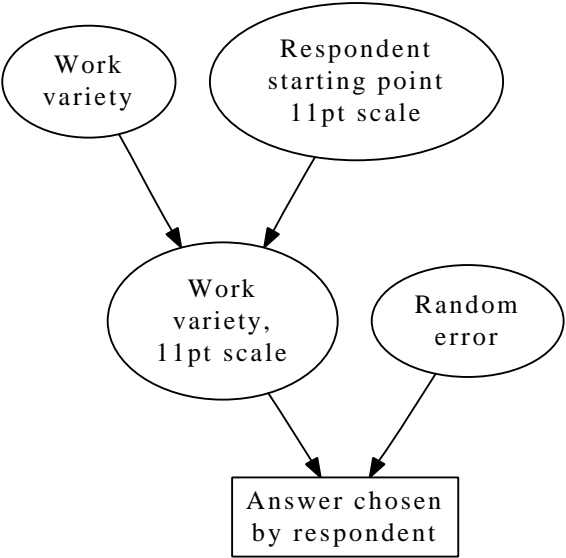 Work
variety
Respondent
starting point
11pt scale
Work
variety,
11pt scale
Random
error
Answer chosen
by respondent